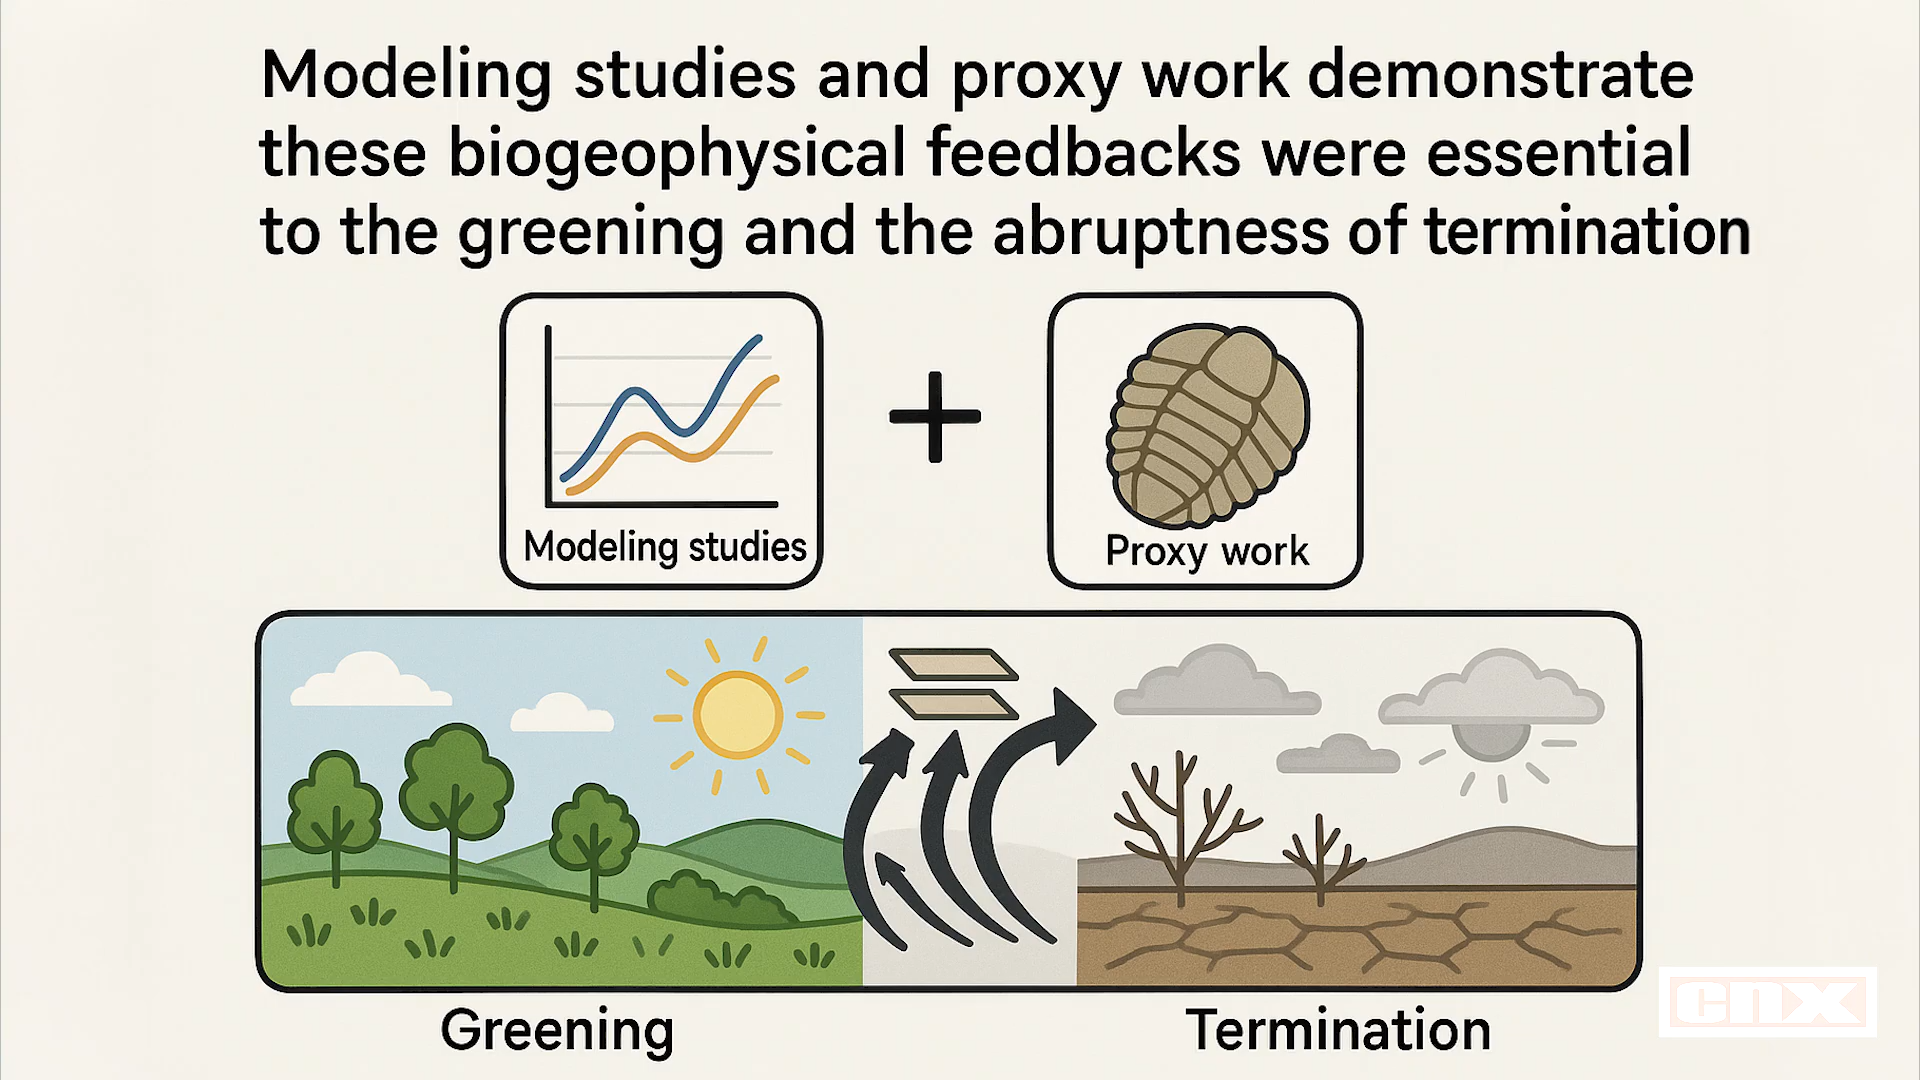 Modeling studies and proxy work demonstrate
these biogeophysical feedbacks were essential
to the greening and the abruptness of termination
Modeling studies
Proxy work
Greening
Termination
cnx